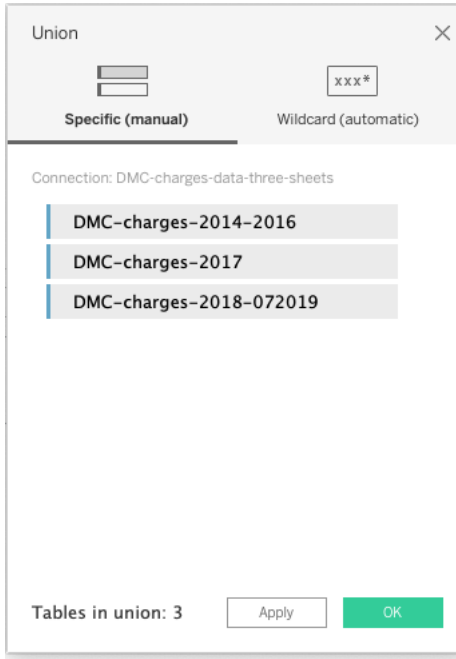 Union
xxx*
Specific (manual)
Wildcard (automatic)
Connection: DMC-charges-data-three-sheets
DMC-charges-2014-2016
DMC-charges-2017
DMC-charges-2018-072019
Tables in union: 3
Apply
OK